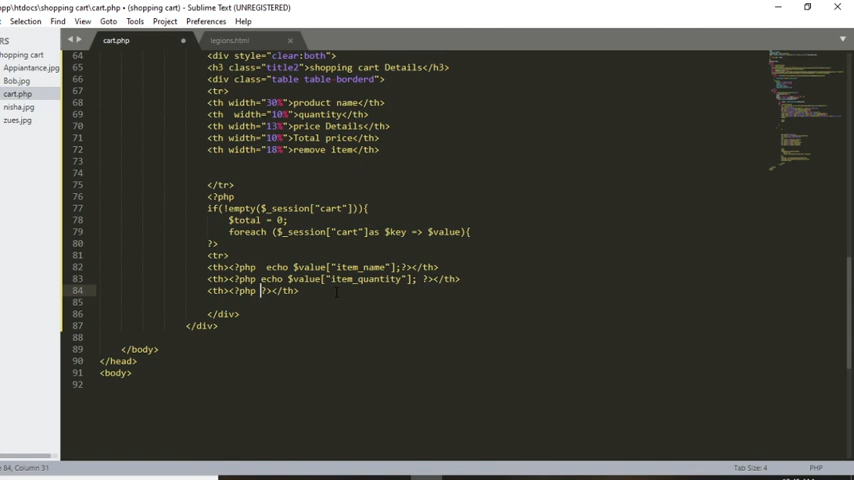 opp\htdocs\shopping cart\cart.php • (shopping cart) - Sublime Text (UNREGISTERED)
Selection Find View Goto Tools Project Preferences Help
cart.php legions.html
RS
hopping cart
Appiantance.jpg
Bob.jpg
cart.php
nisha.jpg
zues.jpg
64 <div style="clear:both">
65 <h3 class="title2">shopping cart Details</h3>
66 <div class="table table-borderd">
67 <tr>
68 <th width="30%">product name</th>
69 <th  width="10%">quantity</th>
70 <th width="13%">price Details</th>
71 <th width="10%">Total price</th>
72 <th width="18%">remove item</th>
73
74
75 </tr>
76 <?php
77 if(!empty($_session["cart"])){
78 $total = 0;
79 foreach ($_session["cart"]as $key => $value){
80 ?>
81 <tr>
82 <th><?php  echo $value["item_name"];?></th>
83 <th><?php echo $value["item_quantity"]; ?></th>
84 <th><?php ?></th>
85
86 </div>
87 </div>
88
89 </body>
90 </head>
91 <body>
92
84, Column 31
Tab Size: 4
PHP